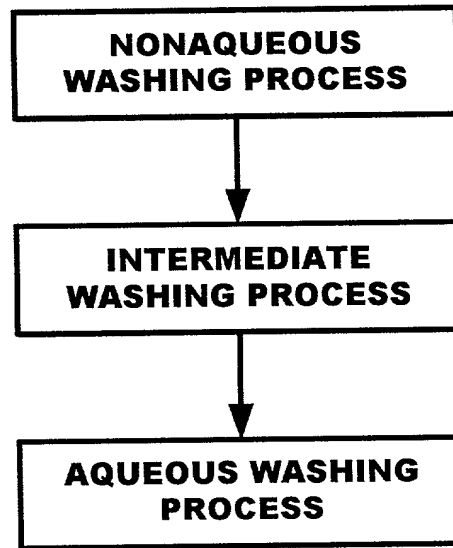 NONAQUEOUS
WASHING PROCESS
INTERMEDIATE
WASHING PROCESS
AQUEOUS WASHING
PROCESS